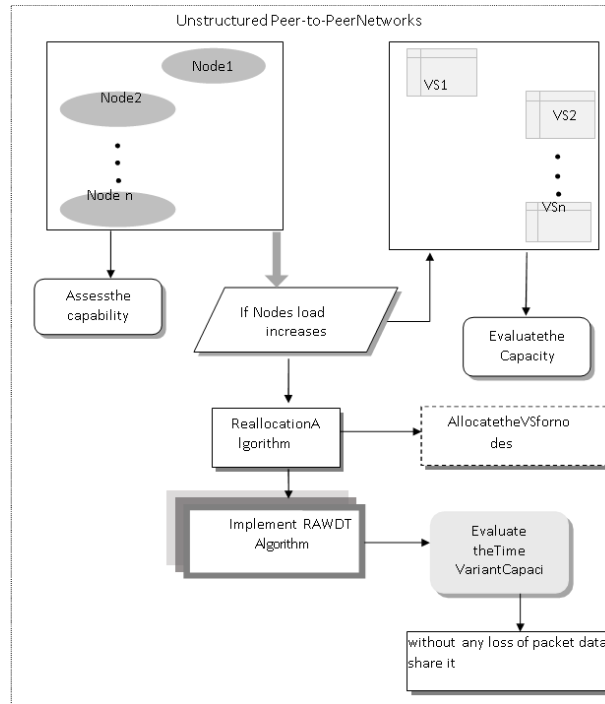 Unstructured Peer-to-PeerNetworks
Node1
Node2
Node n
VS1
VS2
VSn
Assessthe
capability
If Nodes load
increases
Evaluatethe
Capacity
ReallocationA
lgorithm
AllocatetheVSforno
des
Implement RAWDT
Algorithm
Evaluate
theTime
VariantCapaci
without any loss of packet data
share it